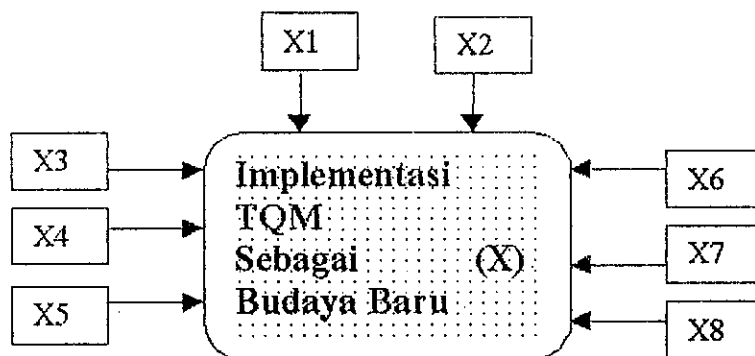 X1
X2
X3
X4
X5
Implementasi
TQM
Sebagai (X)
Budaya Baru
X6
X7
X8